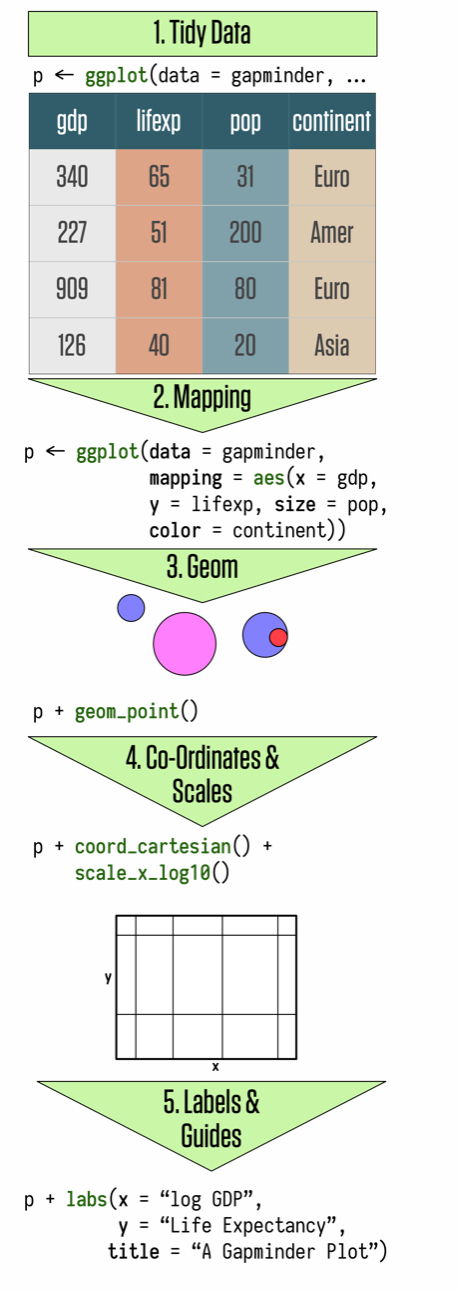 1. Tidy Data
p ← ggplot(data = gapminder, ...
gdp lifexp pop continent
340 65 31 Euro
227 51 200 Amer
909 81 80 Euro
126 40 20 Asia
2. Mapping
p ← ggplot(data = gapminder,
mapping = aes(x = gdp,
y = lifexp, size = pop,
color = continent))
3. Geom
p + geom_point()
4. Co-Ordinates &
Scales
p + coord_cartesian() +
scale_x_log10()
y
x
5. Labels &
Guides
p + labs(x = “log GDP”,
y = “Life Expectancy”,
title = “A Gapminder Plot”)